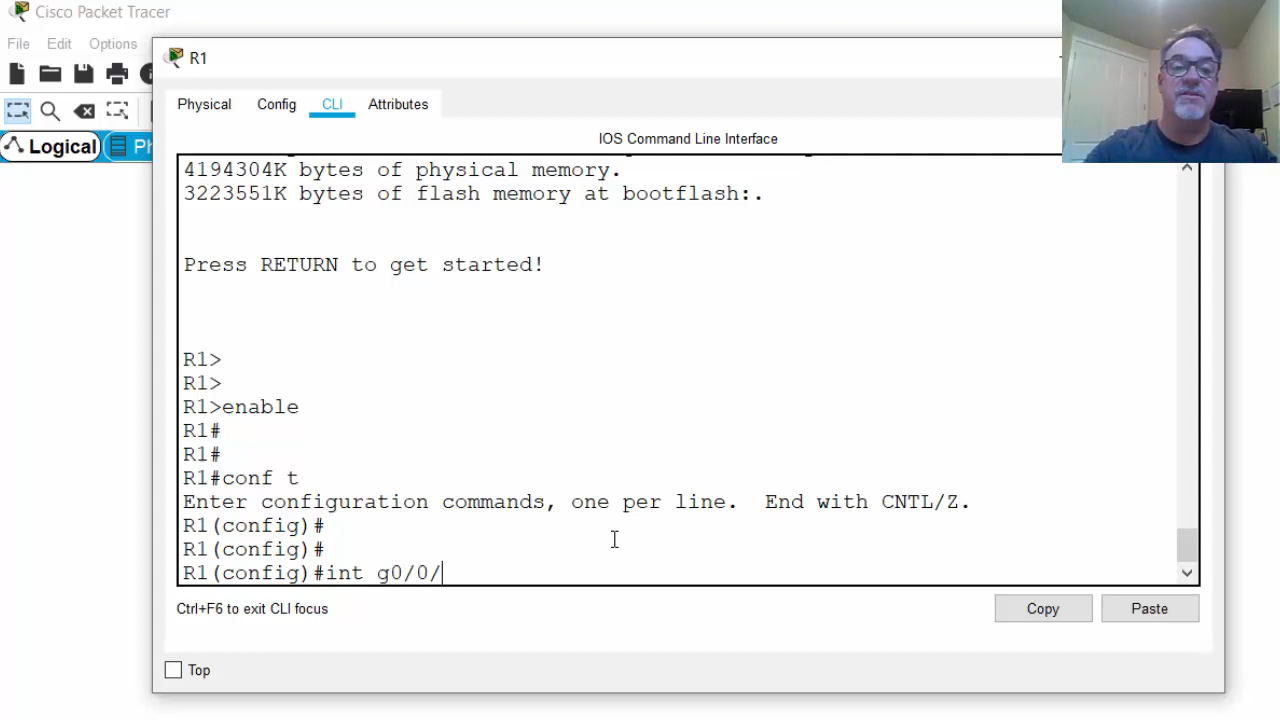 Cisco Packet Tracer
File Edit Options
R1
Physical Config CLI Attributes
Logical
IOS Command Line Interface
4194304K bytes of physical memory.
3223551K bytes of flash memory at bootflash:.
Press RETURN to get started!
R1>
R1>
R1>enable
R1#
R1#
R1#conf t
Enter configuration commands, one per line.  End with CNTL/Z.
R1(config)#
R1(config)#
R1(config)#int g0/0/
Ctrl+F6 to exit CLI focus
Copy Paste
Top